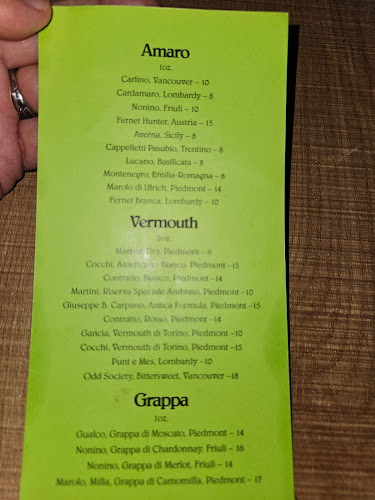 Amaro
1oz.
Carlino, Vancouver – 10
Cardamaro, Lombardy – 8
Nonino, Friuli – 10
Fernet Hunter, Austria – 15
Averna, Sicily – 8
Cappelletti Pasubio, Trentino – 8
Lucano, Basilicata – 8
Montenegro, Emilia-Romagna – 8
Marolo di Ulrich, Piedmont – 14
Fernet Branca, Lombardy – 10
Vermouth
2oz.
Martini, Dry, Piedmont – 6
Cocchi, Americano Bianco, Piedmont –15
Contratto, Bianco, Piedmont – 14
Martini, Riserva Speciale Ambrato, Piedmont –10
Giuseppe B. Carpano, Antica Formula, Piedmont –15
Contratto, Rosso, Piedmont – 14
Gancia, Vermouth di Torino, Piedmont –10
Cocchi, Vermouth di Torino, Piedmont –15
Punt e Mes, Lombardy –10
Odd Society, Bittersweet, Vancouver –18
Grappa
1oz.
Gualco, Grappa di Moscato, Piedmont – 14
Nonino, Grappa di Chardonnay, Friuli – 16
Nonino, Grappa di Merlot, Friuli – 14
Marolo, Milla, Grappa di Camomilla, Piedmont – 17